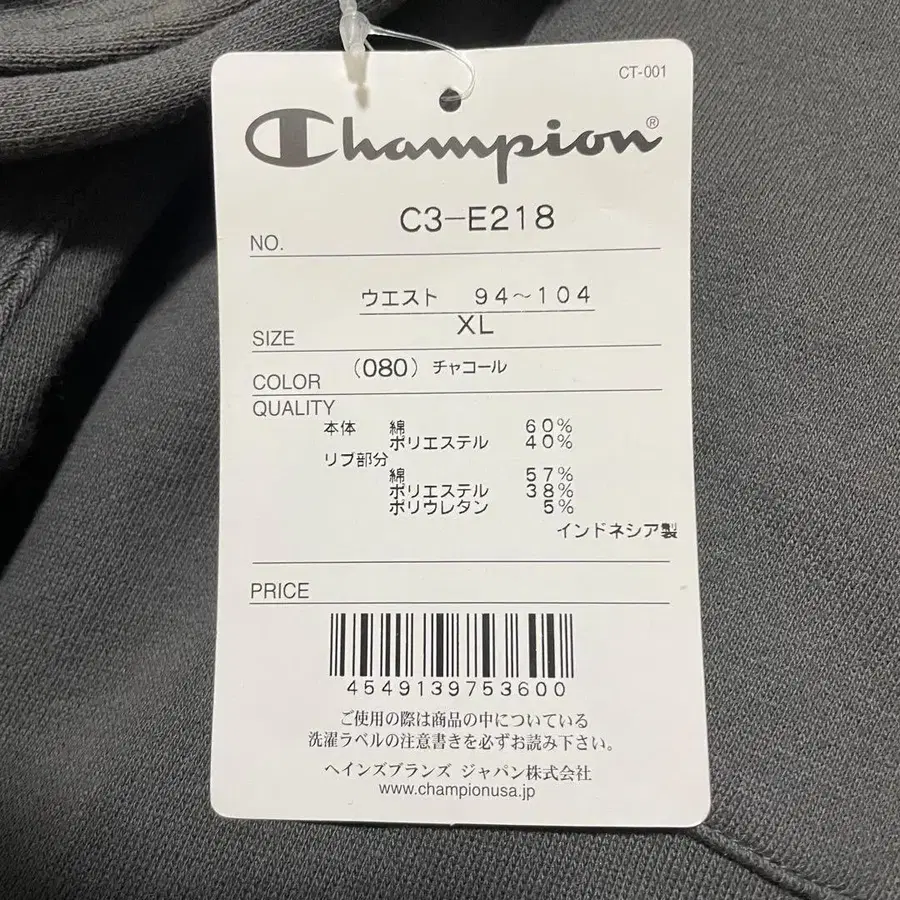 CT-001
Champion®
NO. C3-E218
ウエスト 94〜104
SIZE XL
COLOR (080) チャコール
QUALITY
本体 綿 60%
ポリエステル 40%
リブ部分
綿 57%
ポリエステル 38%
ポリウレタン 5%
インドネシア製
PRICE
4549139753600
ご使用の際は商品の中についている
洗濯ラベルの注意書きを必ずお読み下さい。
ヘインズブランズ ジャパン株式会社
www.championusa.jp